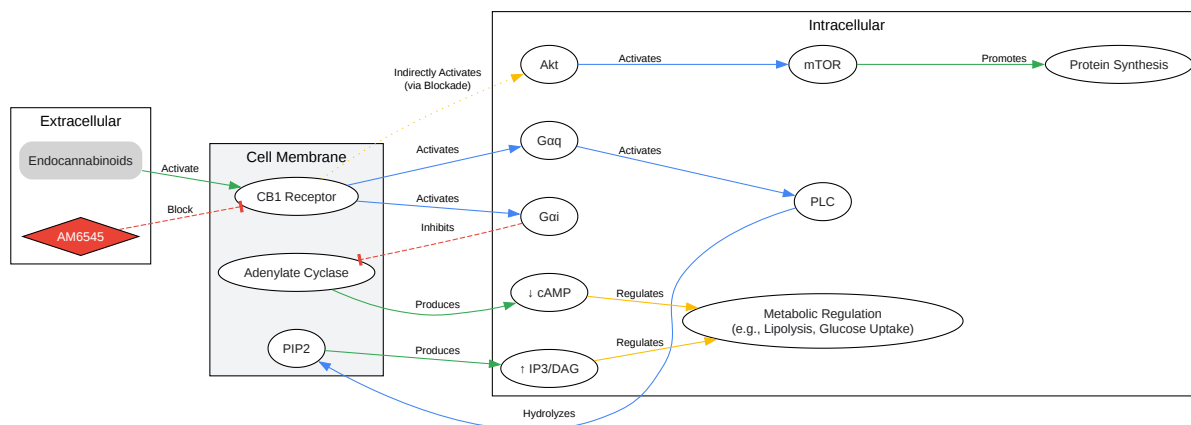 Intracellular
Akt
Activates
mTOR
Promotes
Protein Synthesis
Indirectly Activates
(via Blockade)
Extracellular
Endocannabinoids
Activate
AM6545
Block
Cell Membrane
CB1 Receptor
Activates
Gαq
Activates
PLC
Activates
Gαi
Inhibits
Adenylate Cyclase
Produces
↓ cAMP
Regulates
Metabolic Regulation
(e.g., Lipolysis, Glucose Uptake)
PIP2
Produces
↑ IP3/DAG
Regulates
Hydrolyzes